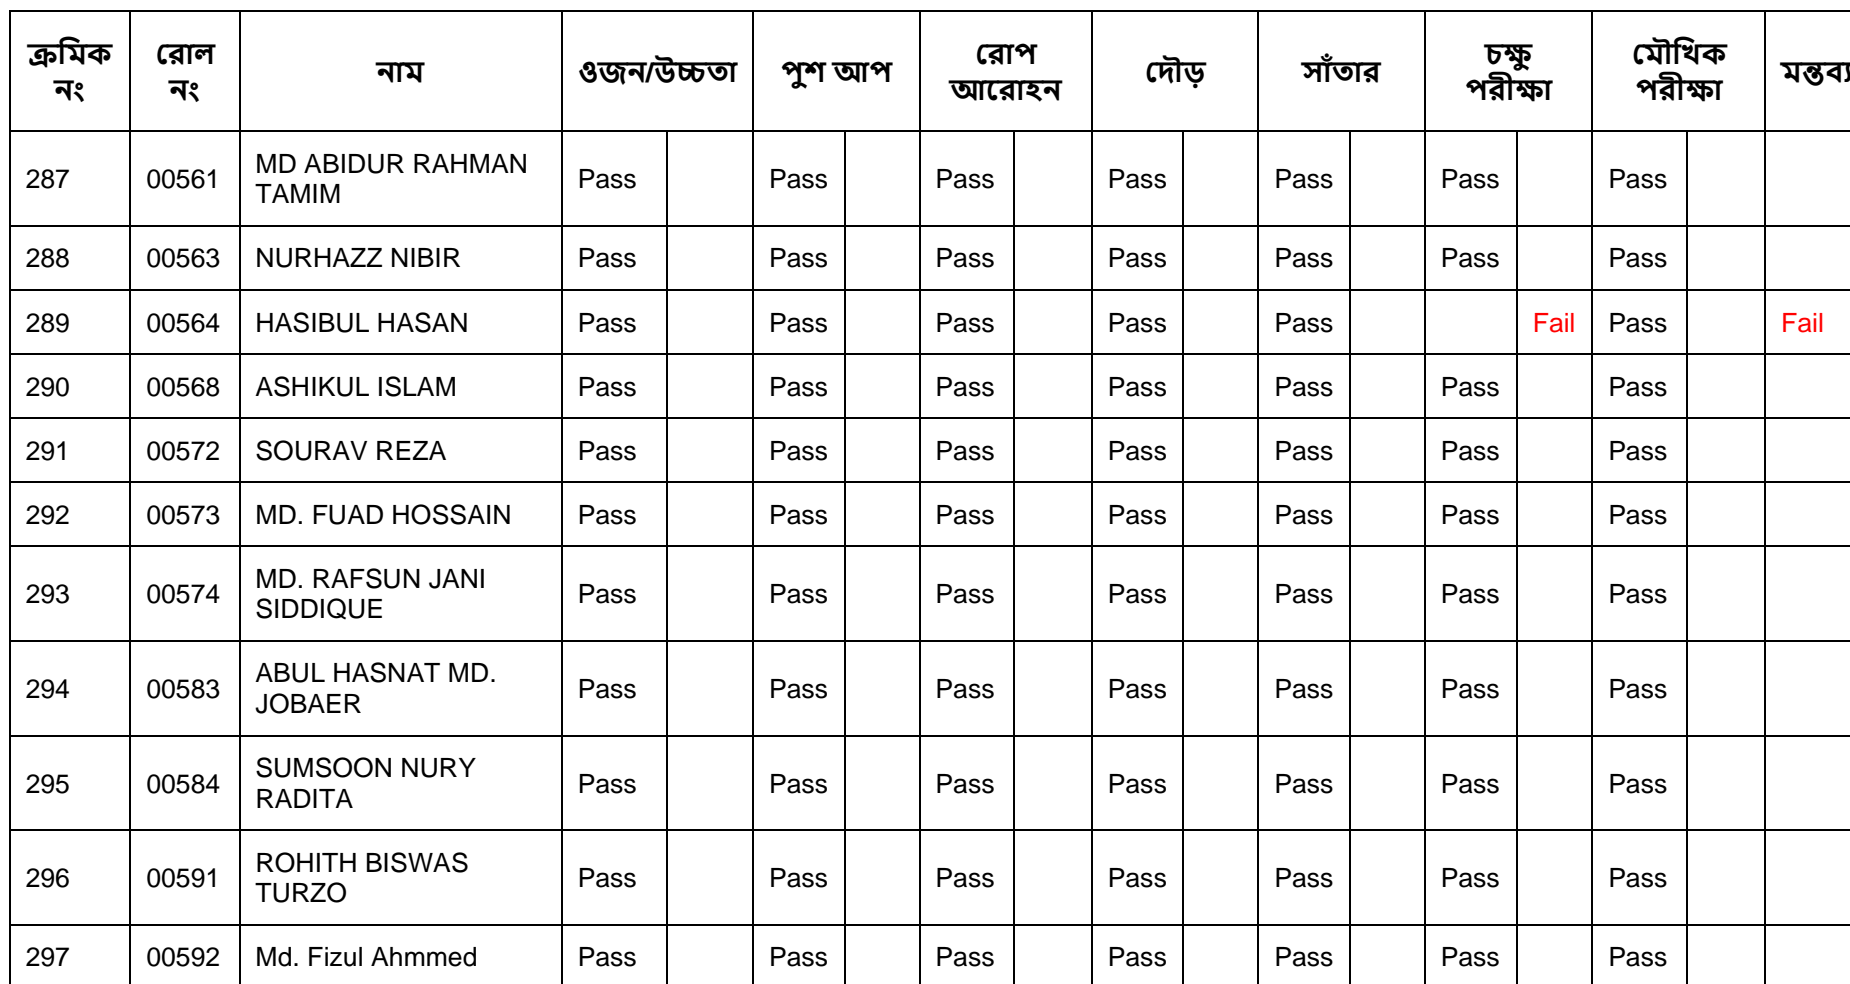 ক্রমিক নং রোল নং নাম ওজন/উচ্চতা পুশ আপ রোপ আরোহন দৌড় সাঁতার চক্ষু পরীক্ষা মৌখিক পরীক্ষা মন্তব্য
287 00561 MD ABIDUR RAHMAN TAMIM Pass Pass Pass Pass Pass Pass Pass
288 00563 NURHAZZ NIBIR Pass Pass Pass Pass Pass Pass Pass
289 00564 HASIBUL HASAN Pass Pass Pass Pass Pass Fail Pass Fail
290 00568 ASHIKUL ISLAM Pass Pass Pass Pass Pass Pass Pass
291 00572 SOURAV REZA Pass Pass Pass Pass Pass Pass Pass
292 00573 MD. FUAD HOSSAIN Pass Pass Pass Pass Pass Pass Pass
293 00574 MD. RAFSUN JANI SIDDIQUE Pass Pass Pass Pass Pass Pass Pass
294 00583 ABUL HASNAT MD. JOBAER Pass Pass Pass Pass Pass Pass Pass
295 00584 SUMSOON NURY RADITA Pass Pass Pass Pass Pass Pass Pass
296 00591 ROHITH BISWAS TURZO Pass Pass Pass Pass Pass Pass Pass
297 00592 Md. Fizul Ahmmed Pass Pass Pass Pass Pass Pass Pass